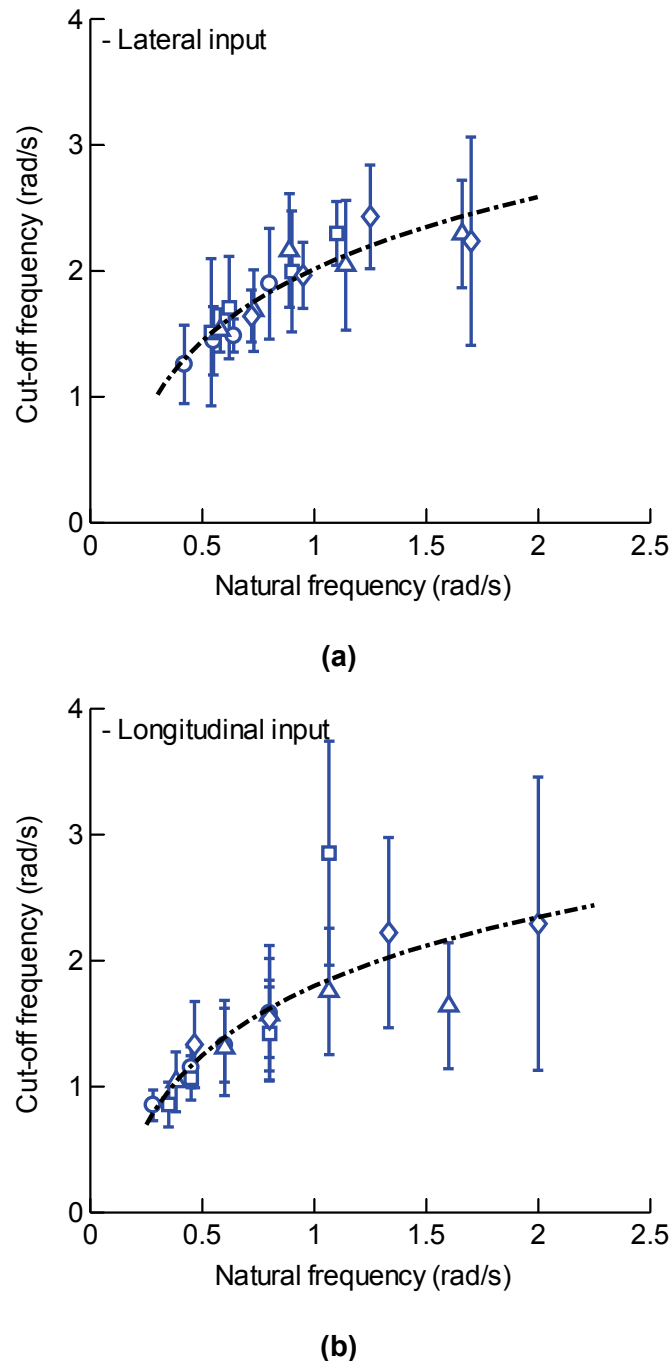 4
- Lateral input
3
2
1
0
Cut-off frequency (rad/s)
0 0.5 1 1.5 2 2.5
Natural frequency (rad/s)
(a)
4
- Longitudinal input
3
2
1
0
Cut-off frequency (rad/s)
0 0.5 1 1.5 2 2.5
Natural frequency (rad/s)
(b)